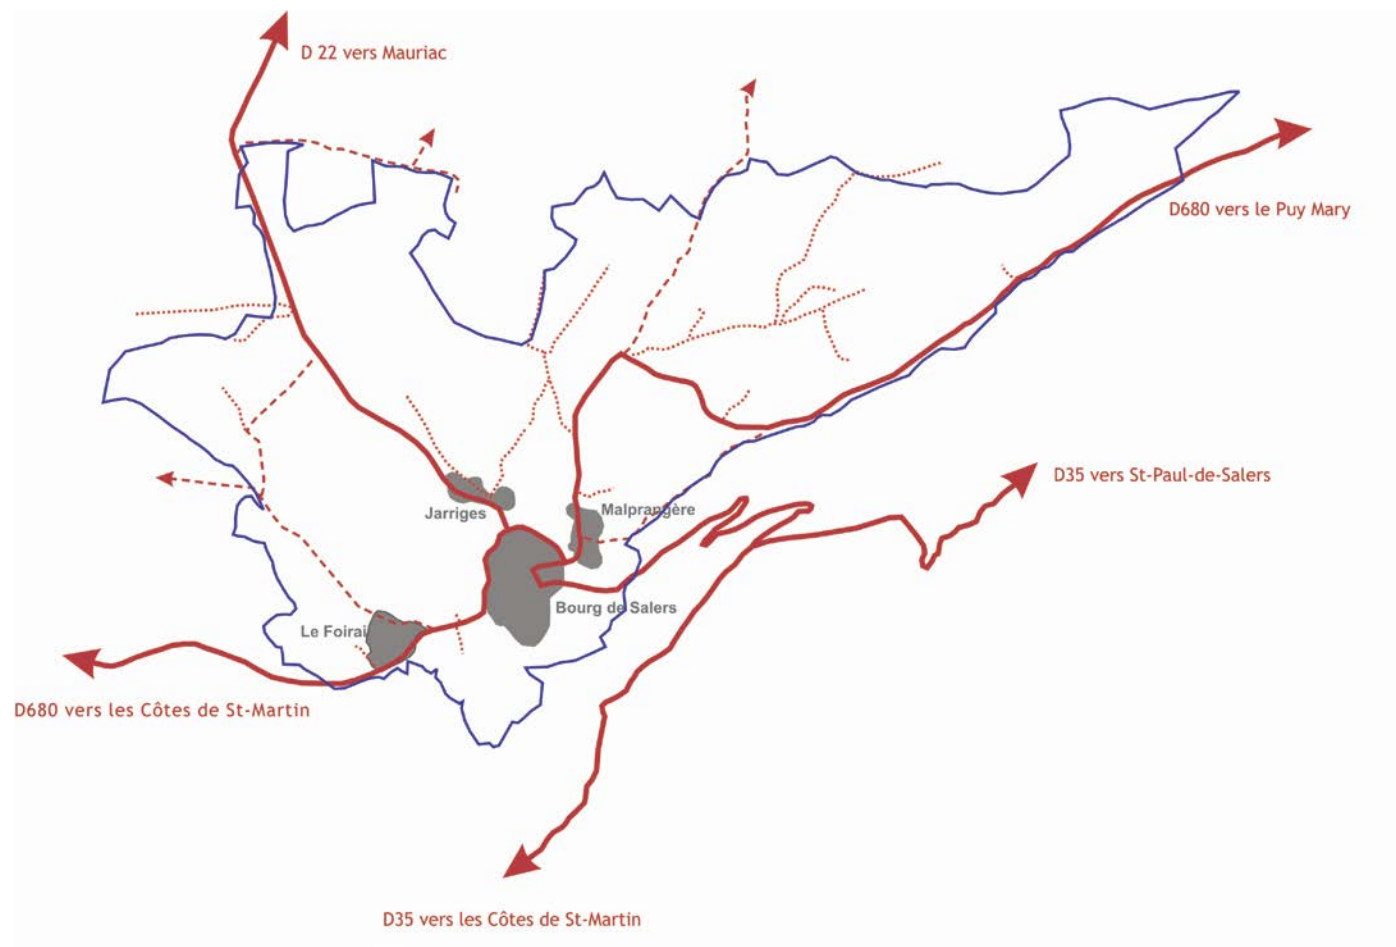 D 22 vers Mauriac
D680 vers le Puy Mary
D35 vers St-Paul-de-Salers
Jarriges
Malprangère
Bourg de Salers
Le Foirai
D680 vers les Côtes de St-Martin
D35 vers les Côtes de St-Martin